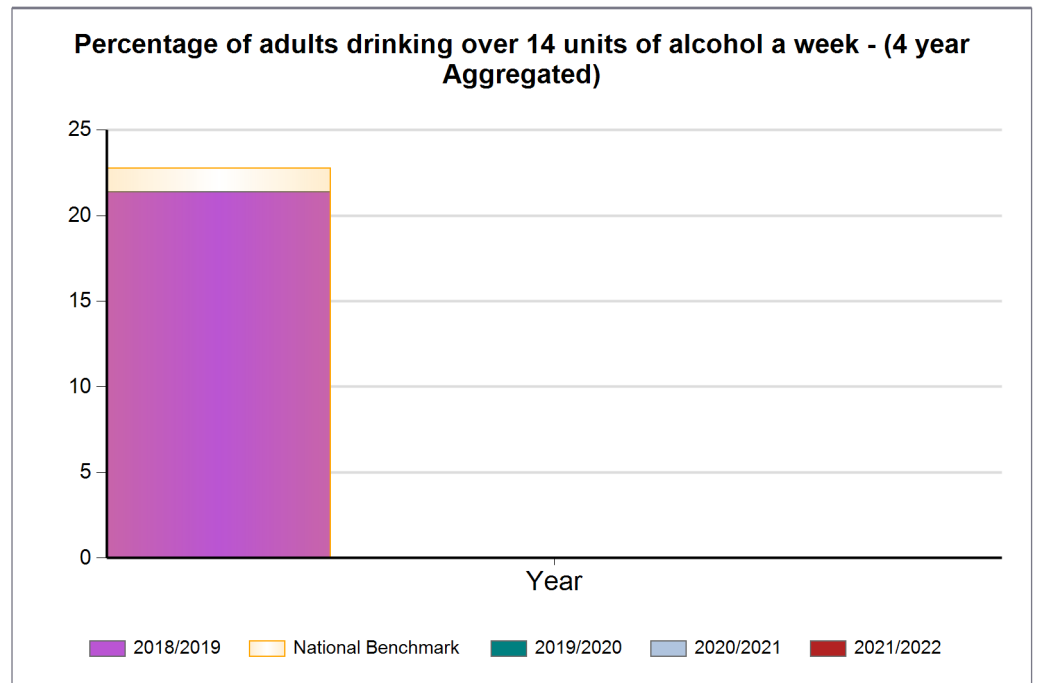 Percentage of adults drinking over 14 units of alcohol a week - (4 year
Aggregated)
25
20
15
10
5
0
Year
2018/2019 National Benchmark 2019/2020 2020/2021 2021/2022